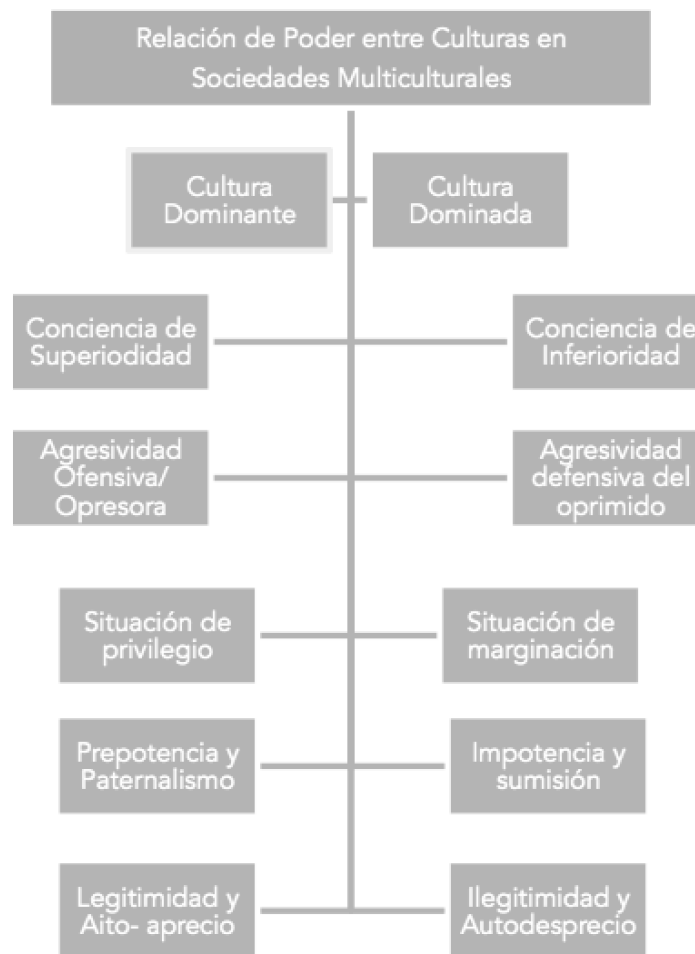 Relación de Poder entre Culturas en
Sociedades Multiculturales
Cultura
Dominante
Cultura
Dominada
Conciencia de
Superiodidad
Conciencia de
Inferioridad
Agresividad
Ofensiva/
Opresora
Agresividad
defensiva del
oprimido
Situación de
privilegio
Situación de
marginación
Prepotencia y
Paternalismo
Impotencia y
sumisión
Legitimidad y
Aito- aprecio
Ilegitimidad y
Autodesprecio